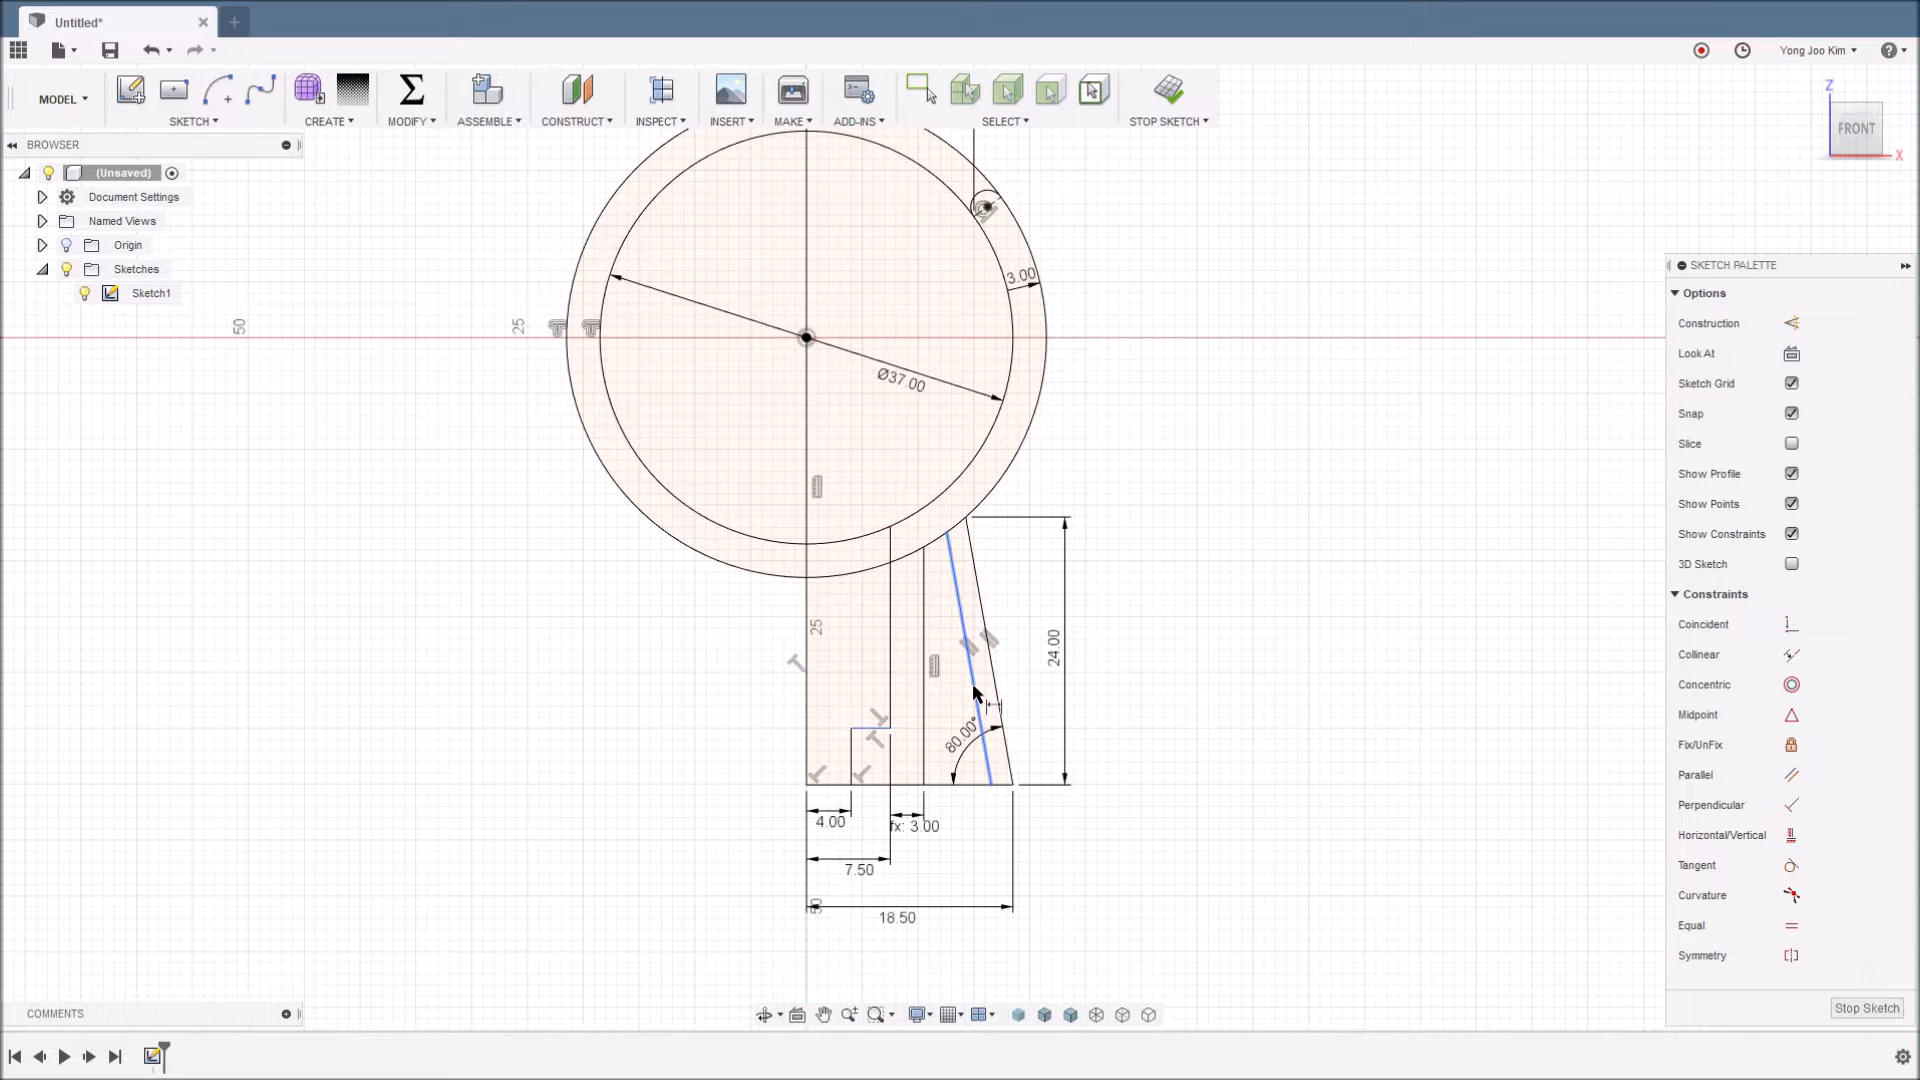 Untitled*
Yong Joo Kim
MODEL
SKETCH
CREATE
MODIFY
ASSEMBLE
CONSTRUCT
INSPECT
INSERT
MAKE
ADD-INS
SELECT
STOP SKETCH
Z
FRONT
X
BROWSER
(Unsaved)
Document Settings
Named Views
Origin
Sketches
Sketch1
50
25
3.00
Ø37.00
25
24.00
80.00°
4.00
fx: 3.00
7.50
50
18.50
SKETCH PALETTE
Options
Construction
Look At
Sketch Grid
Snap
Slice
Show Profile
Show Points
Show Constraints
3D Sketch
Constraints
Coincident
Collinear
Concentric
Midpoint
Fix/UnFix
Parallel
Perpendicular
Horizontal/Vertical
Tangent
Curvature
Equal
Symmetry
Stop Sketch
COMMENTS